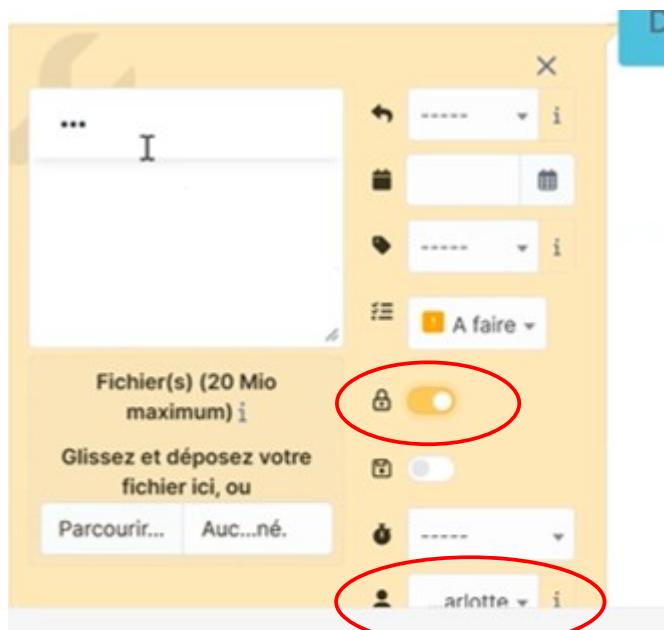 D
...
-----
i
-----
i
! A faire
Fichier(s) (20 Mio
maximum) i
Glissez et déposez votre
fichier ici, ou
Parcourir... Auc...né.
-----
...arlotte i